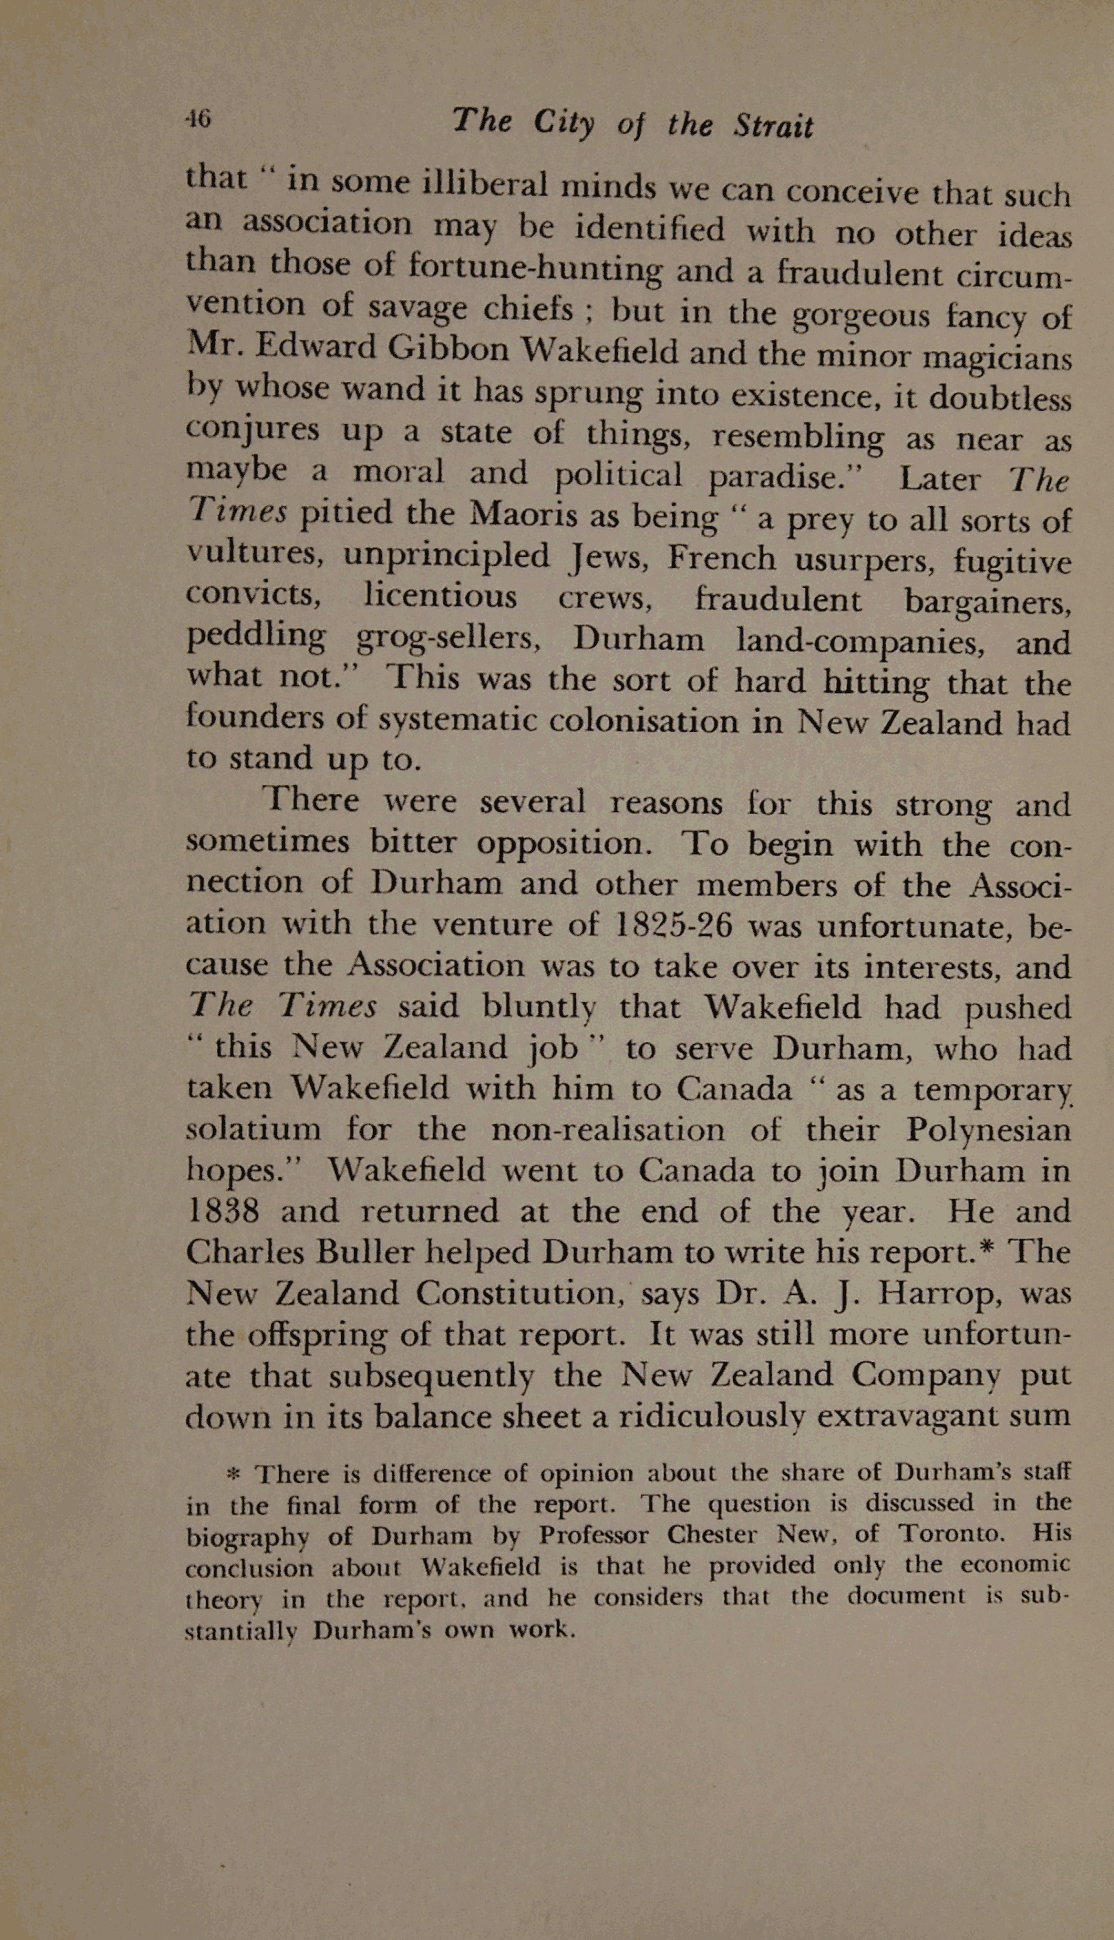 46 The City of the Strait
that “ in some illiberal minds we can conceive that such
an association may be identified with no other ideas
than those of fortune-hunting and a fraudulent circum-
vention of savage chiefs ; but in the gorgeous fancy of
Mr. Edward Gibbon Wakefield and the minor magicians
by whose wand it has sprung into existence, it doubtless
conjures up a state of things, resembling as near as
maybe a moral and political paradise.” Later The
Times pitied the Maoris as being “ a prey to all sorts of
vultures, unprincipled Jews, French usurpers, fugitive
convicts, licentious crews, fraudulent bargainers,
peddling grog-sellers, Durham land-companies, and
what not.” This was the sort of hard hitting that the
founders of systematic colonisation in New Zealand had
to stand up to.
There were several reasons for this strong and
sometimes bitter opposition. To begin with the con-
nection of Durham and other members of the Associ-
ation with the venture of 1825-26 was unfortunate, be-
cause the Association was to take over its interests, and
The Times said bluntly that Wakefield had pushed
“ this New Zealand job ” to serve Durham, who had
taken Wakefield with him to Canada “ as a temporary
solatium for the non-realisation of their Polynesian
hopes.” Wakefield went to Canada to join Durham in
1838 and returned at the end of the year. He and
Charles Buller helped Durham to write his report.* The
New Zealand Constitution, says Dr. A. J. Harrop, was
the offspring of that report. It was still more unfortun-
ate that subsequently the New Zealand Company put
down in its balance sheet a ridiculously extravagant sum
* There is difference of opinion about the share of Durham’s staff
in the final form of the report. The question is discussed in the
biography of Durham by Professor Chester New, of Toronto. His
conclusion about Wakefield is that he provided only the economic
theory in the report, and he considers that the document is sub-
stantially Durham’s own work.